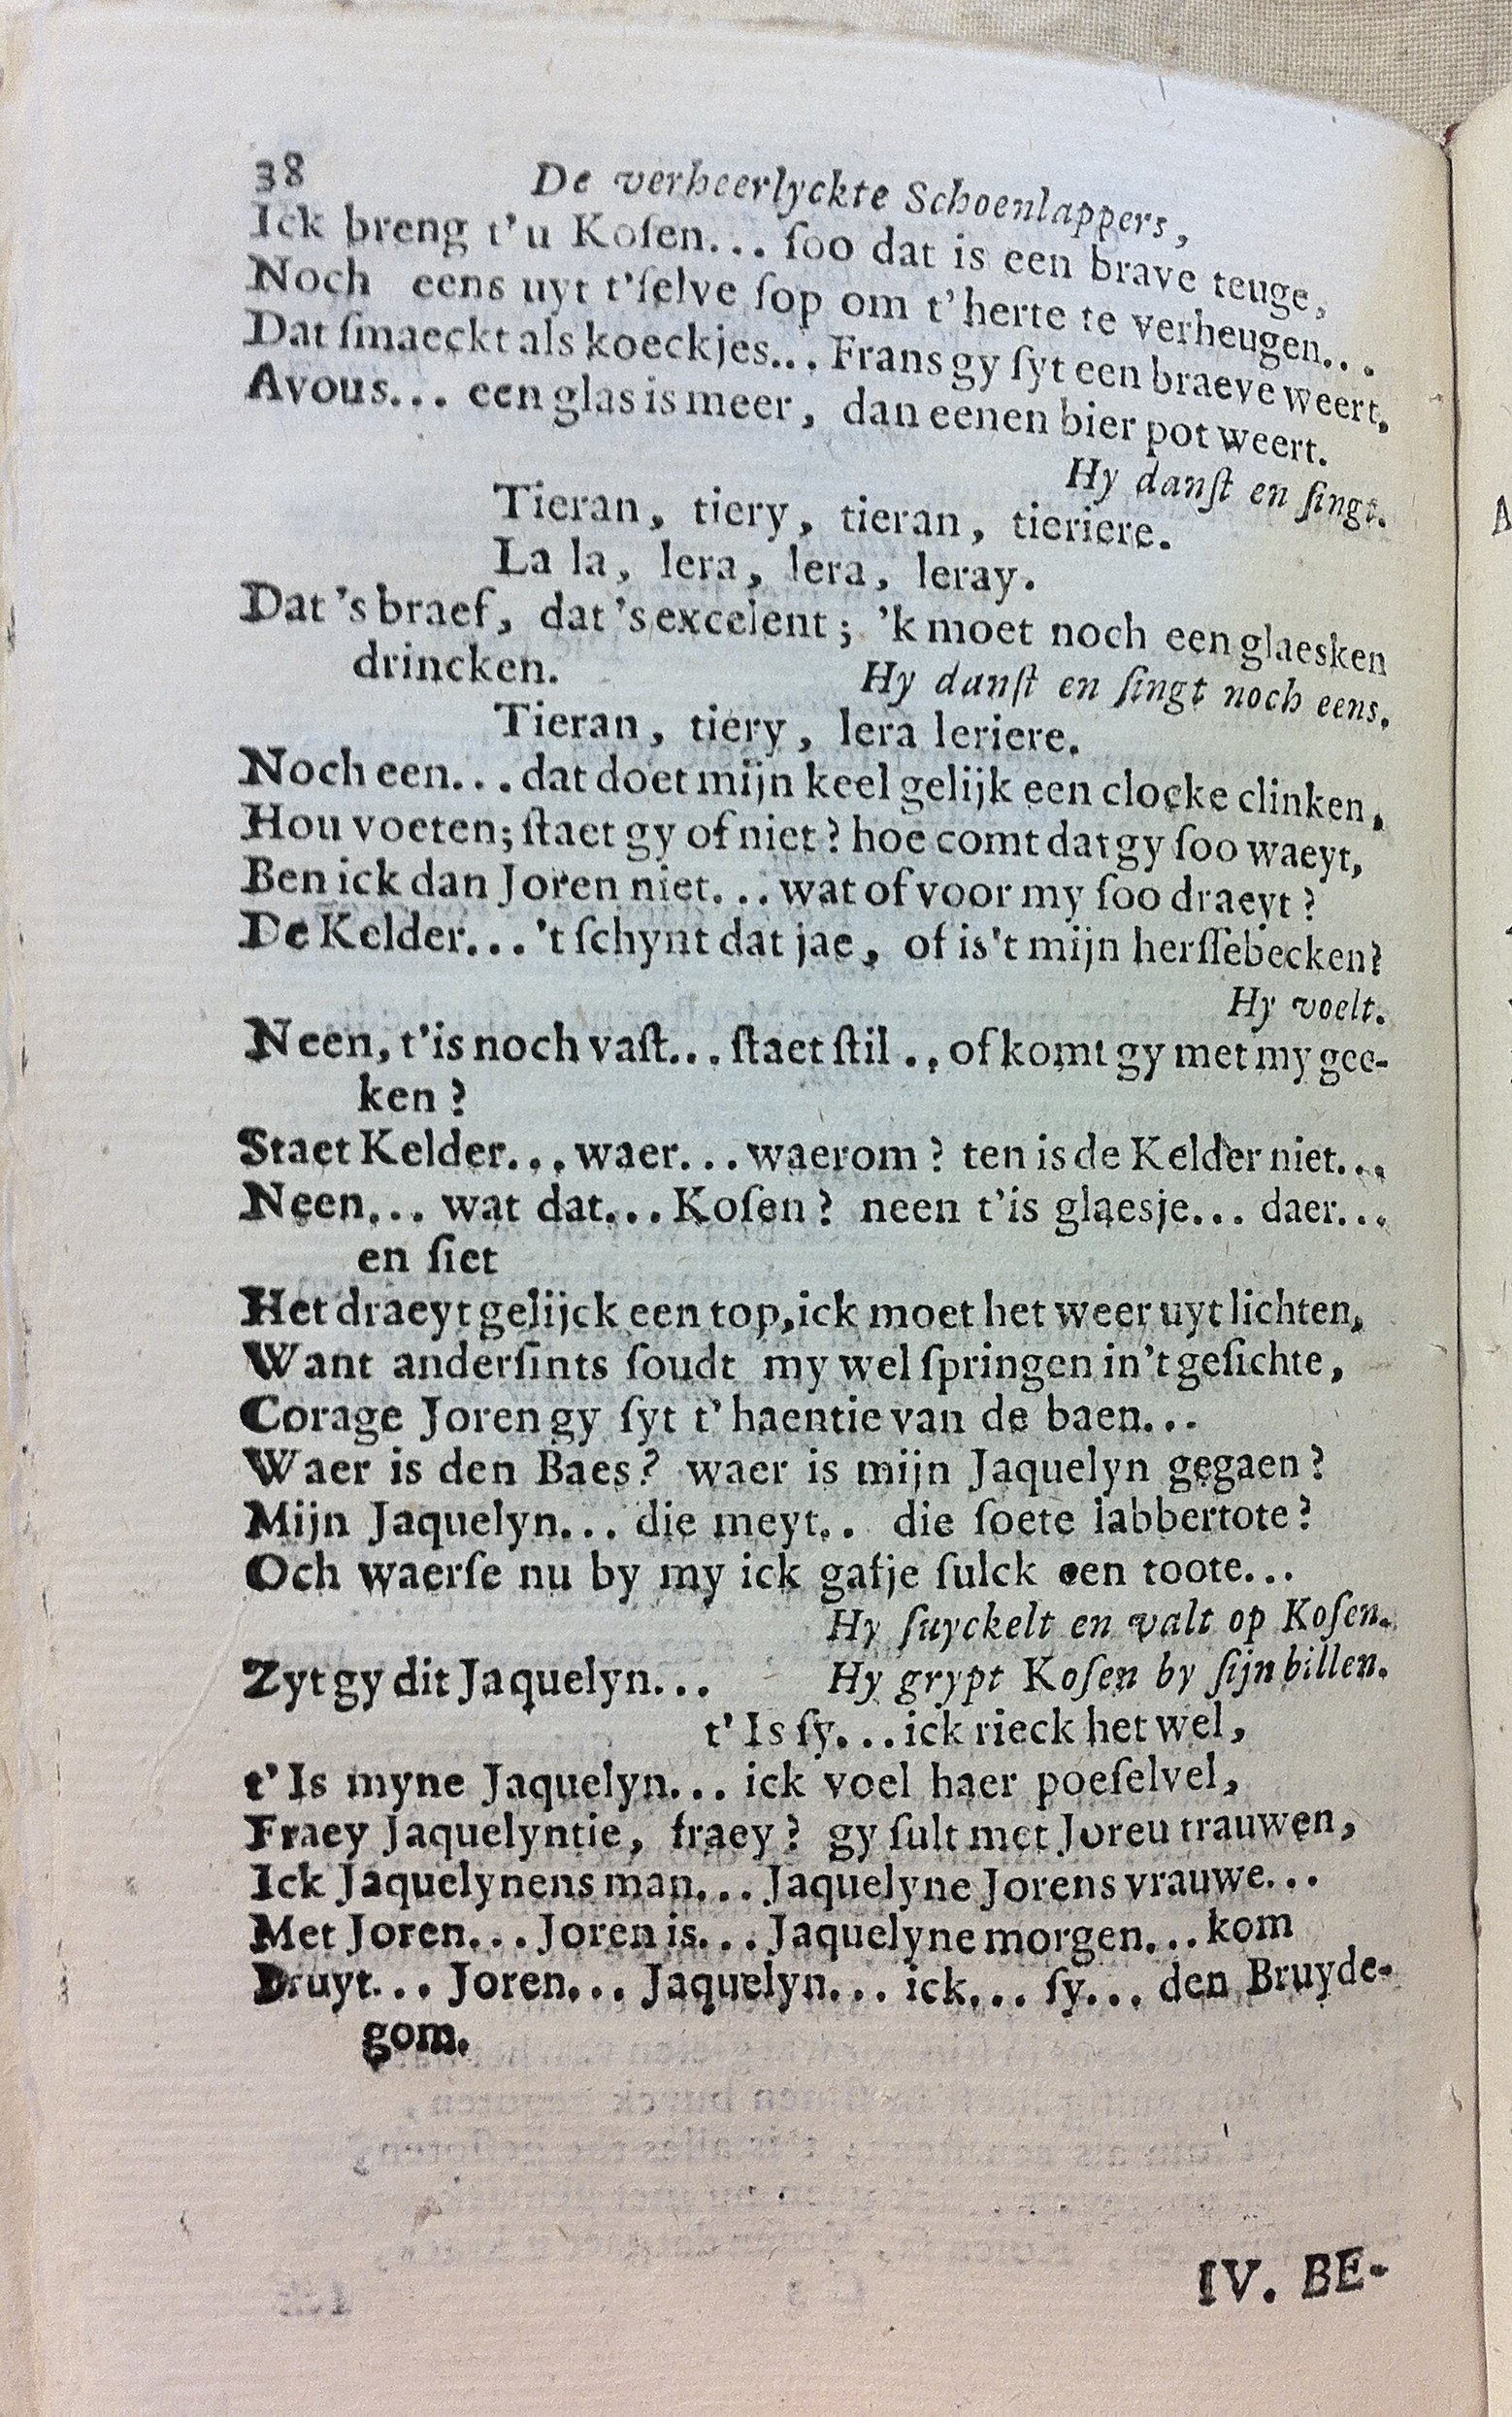 38 De verheerlyckte Schoenlappers,
Ick breng t'u Koſen... ſoo dat is een brave teuge,
Noch eens uyt t'ſelve ſop om t'herte te verheugen...
Dat ſmaeckt als koeckjes... Frans gy ſyt een braeve weert,
Avous... een glas is meer, dan eenen bier pot weert.
Hy danſt en ſingt.
Tieran, tiery, tieran, tieriere.
La la, lera, lera, leray.
Dat 's braef, dat 's excelent; 'k moet noch een glaesken
drincken. Hy danſt en ſingt noch eens.
Tieran, tiery, lera leriere.
Noch een... dat doet mijn keel gelijk een clocke clinken,
Hou voeten; ſtaet gy of niet? hoe comt dat gy ſoo waeyt,
Ben ick dan Joren niet... wat of voor my ſoo draeyt?
De Kelder... 't ſchynt dat jae, of is't mijn herſſebecken?
Hy voelt.
Neen, t'is noch vaſt... ſtaet ſtil .., of komt gy met my gee-
ken?
Staet Kelder... waer... waerom? ten is de Kelder niet...
Neen... wat dat... Koſen? neen t'is glaesje... daer...
en ſiet
Het draeyt gelijck een top, ick moet het weer uyt lichten,
Want anderſints ſoudt my wel ſpringen in't geſichte,
Corage Joren gy ſyt t'haentie van de baen...
Waer is den Baes? waer is mijn Jaquelyn gegaen?
Mijn Jaquelyn... die meyt.. die ſoete labbertote?
Och waerſe nu by my ick gafje ſulck een toote...
Hy ſuyckelt en valt op Koſen.
Zyt gy dit Jaquelyn... Hy grypt Koſen by ſijn billen.
t'Is ſy... ick rieck het wel,
t'Is myne Jaquelyn... ick voel haer poeſelvel,
Fraey Jaquelyntie, fraey? gy ſult met Joreu trauwen,
Ick Jaquelynens man... Jaquelyne Jorens vrauwe...
Met Joren... Joren is... Jaquelyne morgen... kom
Bruyt... Joren... Jaquelyn... ick... ſy... den Bruyde-
gom.
IV. BE-